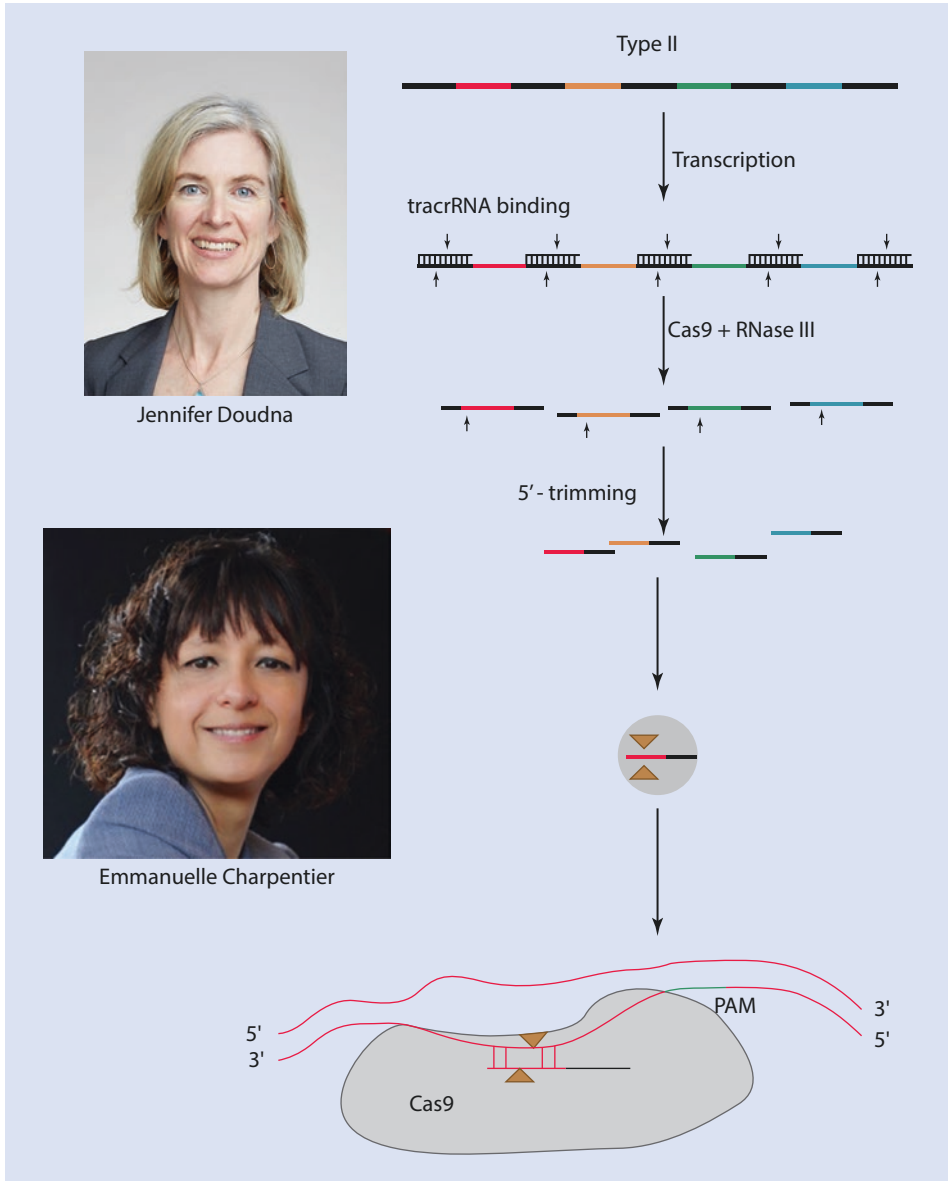 Type II
Transcription
tracrRNA binding
Cas9 + RNase III
Jennifer Doudna
5′ - trimming
Emmanuelle Charpentier
PAM
3'
5'
5'
3'
Cas9